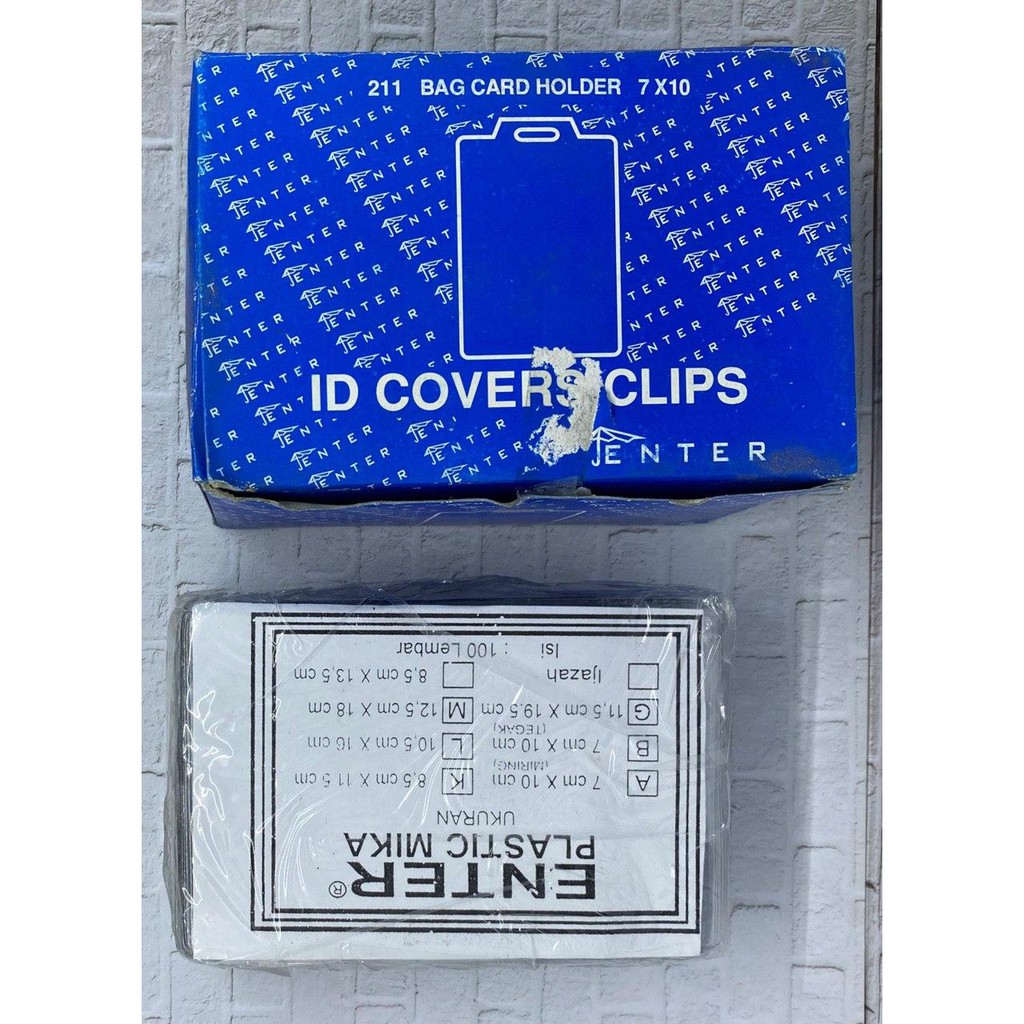 211 BAG CARD HOLDER 7 X10
ID COVERS CLIPS
ENTER
ENTER®
PLASTIC MIKA
UKURAN
A 7 cm X 10 cm (MIRING) K 8,5 cm X 11.5 cm
B 7 cm X 10 cm (TEGAK) L 10,5 cm X 16 cm
G 11,5 cm X 19.5 cm M 12,5 cm X 18 cm
Ijazah 8,5 cm X 13,5 cm
Isi : 100 Lembar